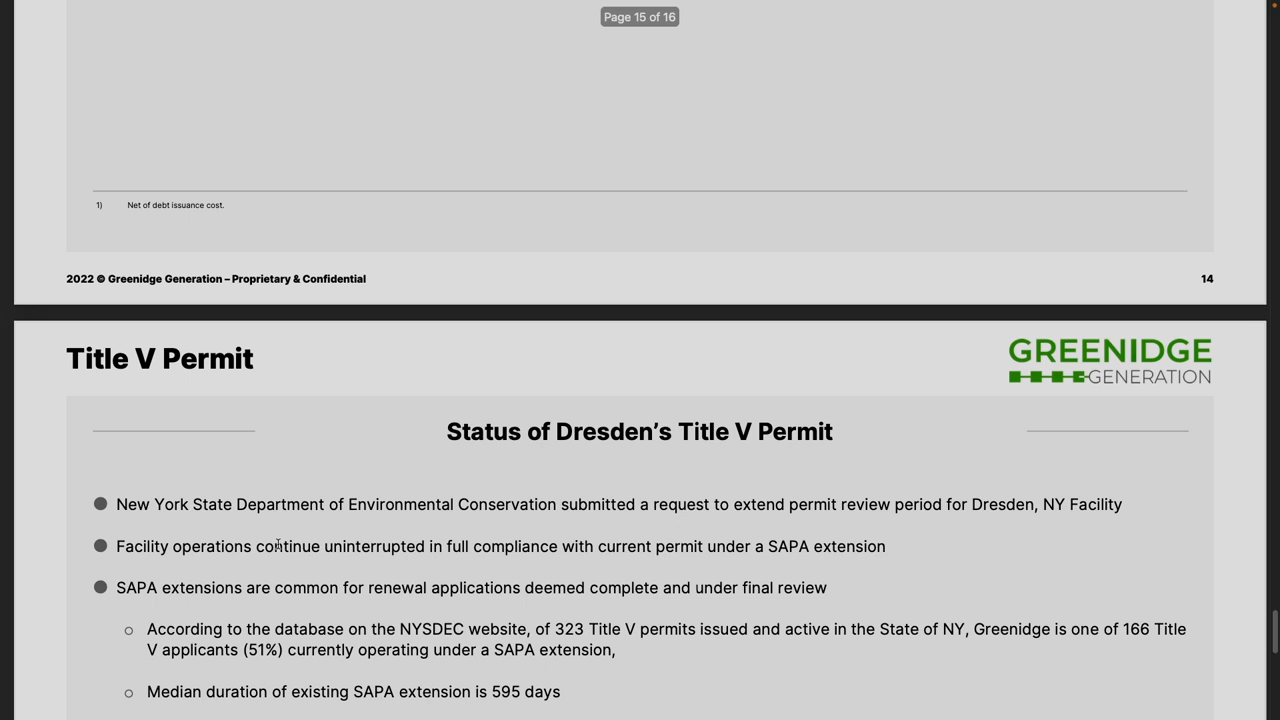 Page 15 of 16
1) Net of debt issuance cost.
2022 © Greenidge Generation – Proprietary & Confidential 14
Title V Permit
GREENIDGE
GENERATION
Status of Dresden’s Title V Permit
New York State Department of Environmental Conservation submitted a request to extend permit review period for Dresden, NY Facility
Facility operations continue uninterrupted in full compliance with current permit under a SAPA extension
SAPA extensions are common for renewal applications deemed complete and under final review
According to the database on the NYSDEC website, of 323 Title V permits issued and active in the State of NY, Greenidge is one of 166 Title
V applicants (51%) currently operating under a SAPA extension,
Median duration of existing SAPA extension is 595 days